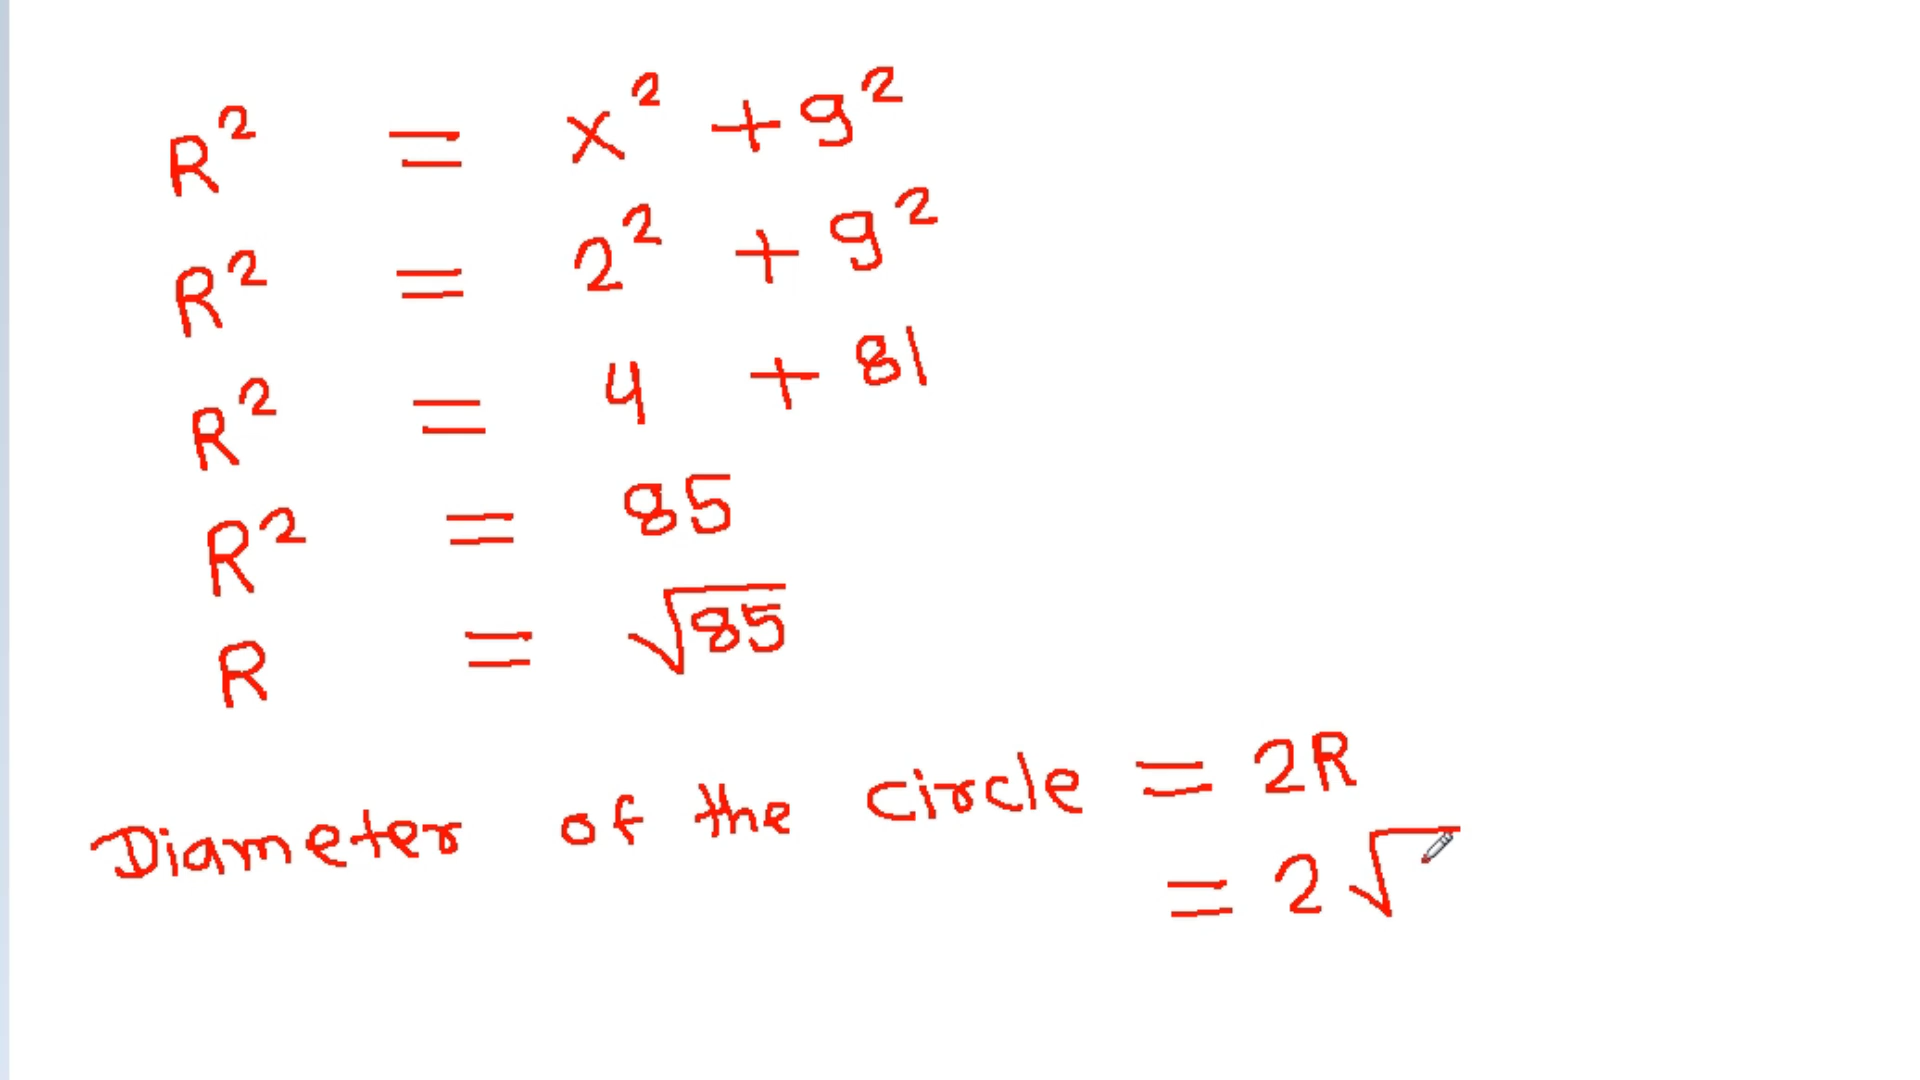 R² = x² + 9²
R² = 2² + 9²
R² = 4 + 81
R² = 85
R = √85
Diameter of the circle = 2R
= 2√